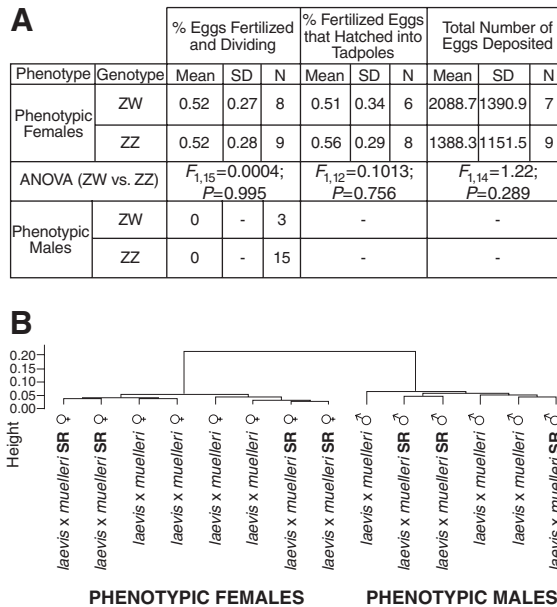 A
% Eggs Fertilized and Dividing
% Fertilized Eggs that Hatched into Tadpoles
Total Number of Eggs Deposited
Phenotype Genotype Mean SD N Mean SD N Mean SD N
Phenotypic Females
ZW 0.52 0.27 8 0.51 0.34 6 2088.7 1390.9 7
ZZ 0.52 0.28 9 0.56 0.29 8 1388.3 1151.5 9
ANOVA (ZW vs. ZZ)
F1,15=0.0004; P=0.995
F1,12=0.1013; P=0.756
F1,14=1.22; P=0.289
Phenotypic Males
ZW 0 - 3 - -
ZZ 0 - 15 - -
B
Height
0.20
0.15
0.10
0.05
0.00
laevis x muelleri SR ♀
laevis x muelleri SR ♀
laevis x muelleri ♀
laevis x muelleri ♀
laevis x muelleri ♀
laevis x muelleri ♀
laevis x muelleri SR ♀
laevis x muelleri SR ♀
laevis x muelleri ♂
laevis x muelleri SR ♂
laevis x muelleri SR ♂
laevis x muelleri ♂
laevis x muelleri ♂
laevis x muelleri SR ♂
PHENOTYPIC FEMALES
PHENOTYPIC MALES